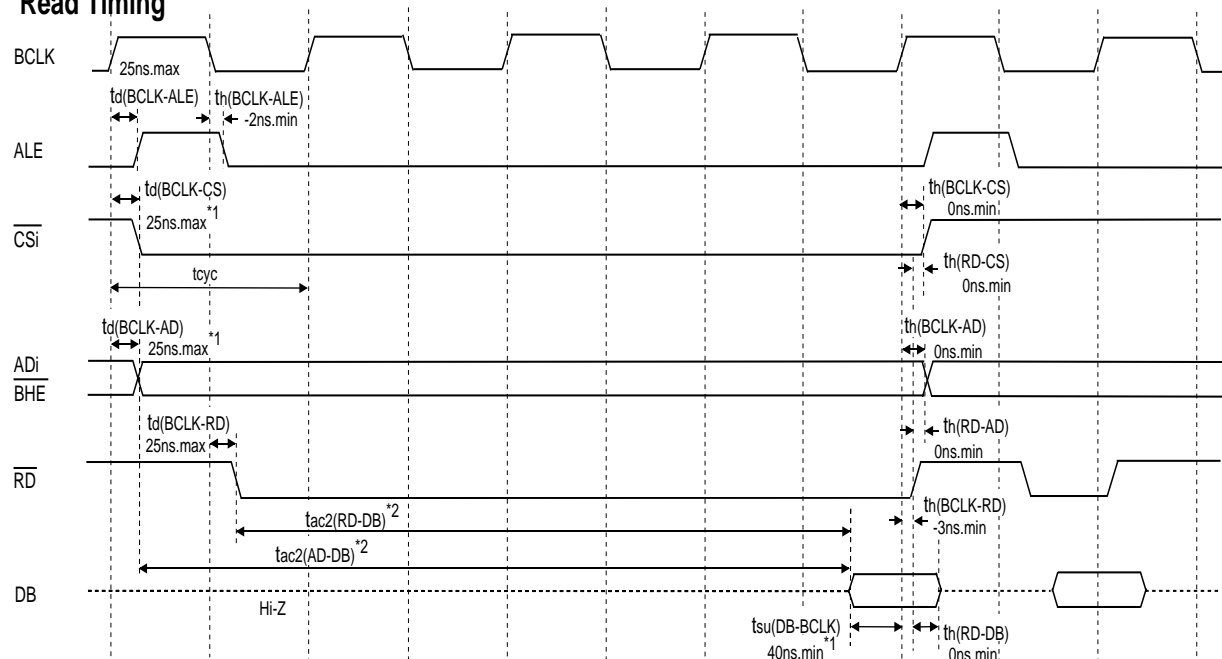 Read Timing
BCLK
25ns.max
td(BCLK-ALE) th(BCLK-ALE)
-2ns.min
ALE
td(BCLK-CS)
25ns.max*1
th(BCLK-CS)
0ns.min
CSi
th(RD-CS)
0ns.min
tcyc
td(BCLK-AD)
25ns.max*1
th(BCLK-AD)
0ns.min
ADi
BHE
td(BCLK-RD)
25ns.max
th(RD-AD)
0ns.min
RD
th(BCLK-RD)
-3ns.min
tac2(RD-DB)*2
tac2(AD-DB)*2
DB
Hi-Z
tsu(DB-BCLK)
40ns.min*1
th(RD-DB)
0ns.min